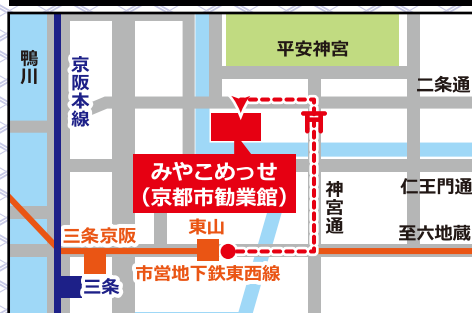 平安神宮
鴨川
京阪本線
二条通
みやこめっせ
（京都市勧業館）
神宮通
仁王門通
三条京阪
東山
至六地蔵
市営地下鉄東西線
三条